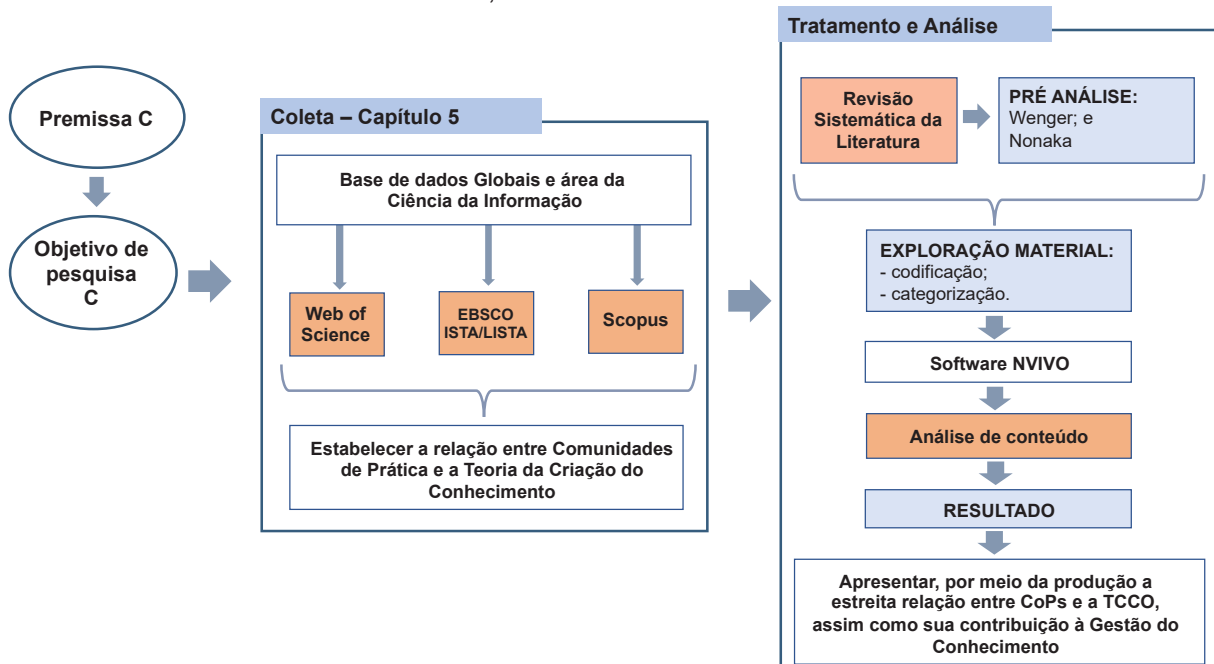 Premissa C
Objetivo de
pesquisa
C
Coleta – Capítulo 5
Base de dados Globais e área da
Ciência da Informação
Web of
Science
EBSCO
ISTA/LISTA
Scopus
Estabelecer a relação entre Comunidades
de Prática e a Teoria da Criação do
Conhecimento
Tratamento e Análise
Revisão
Sistemática da
Literatura
PRÉ ANÁLISE:
Wenger; e
Nonaka
EXPLORAÇÃO MATERIAL:
- codificação;
- categorização.
Software NVIVO
Análise de conteúdo
RESULTADO
Apresentar, por meio da produção a
estreita relação entre CoPs e a TCCO,
assim como sua contribuição à Gestão do
Conhecimento